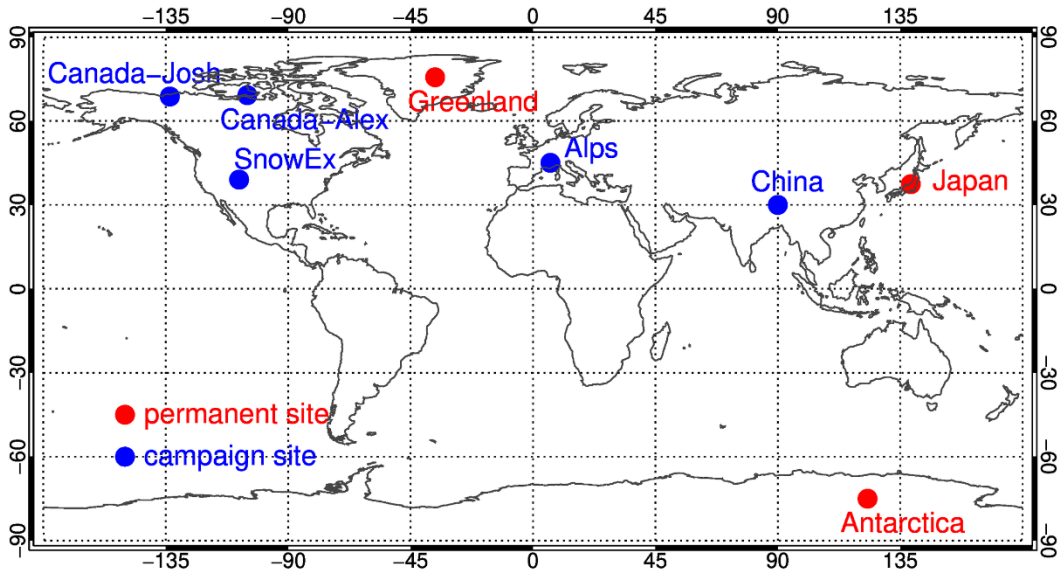 −135 −90 −45 0 45 90 135
90 90
Canada−Josh
Greenland
60 60
Canada−Alex
Alps
SnowEx
China
Japan
30 30
0 0
−30 −30
permanent site
campaign site
−60 −60
Antarctica
−90 −90
−135 −90 −45 0 45 90 135